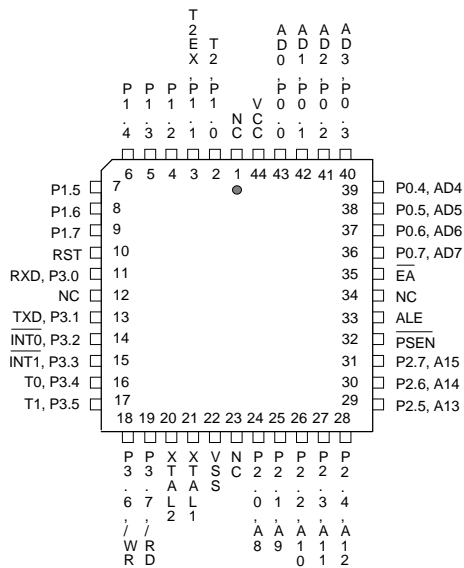 P1.4
P1.3
P1.2
T2EX,P1.1
T2,P1.0
NC
VCC
AD0,P0.0
AD1,P0.1
AD2,P0.2
AD3,P0.3
6 5 4 3 2 1 44 43 42 41 40
P1.5 7 39 P0.4, AD4
P1.6 8 38 P0.5, AD5
P1.7 9 37 P0.6, AD6
RST 10 36 P0.7, AD7
RXD, P3.0 11 35 EA
NC 12 34 NC
TXD, P3.1 13 33 ALE
INT0, P3.2 14 32 PSEN
INT1, P3.3 15 31 P2.7, A15
T0, P3.4 16 30 P2.6, A14
T1, P3.5 17 29 P2.5, A13
18 19 20 21 22 23 24 25 26 27 28
P3.6,/WR
P3.7,/RD
XTAL2
XTAL1
VSS
NC
P2.0,A8
P2.1,A9
P2.2,A10
P2.3,A11
P2.4,A12